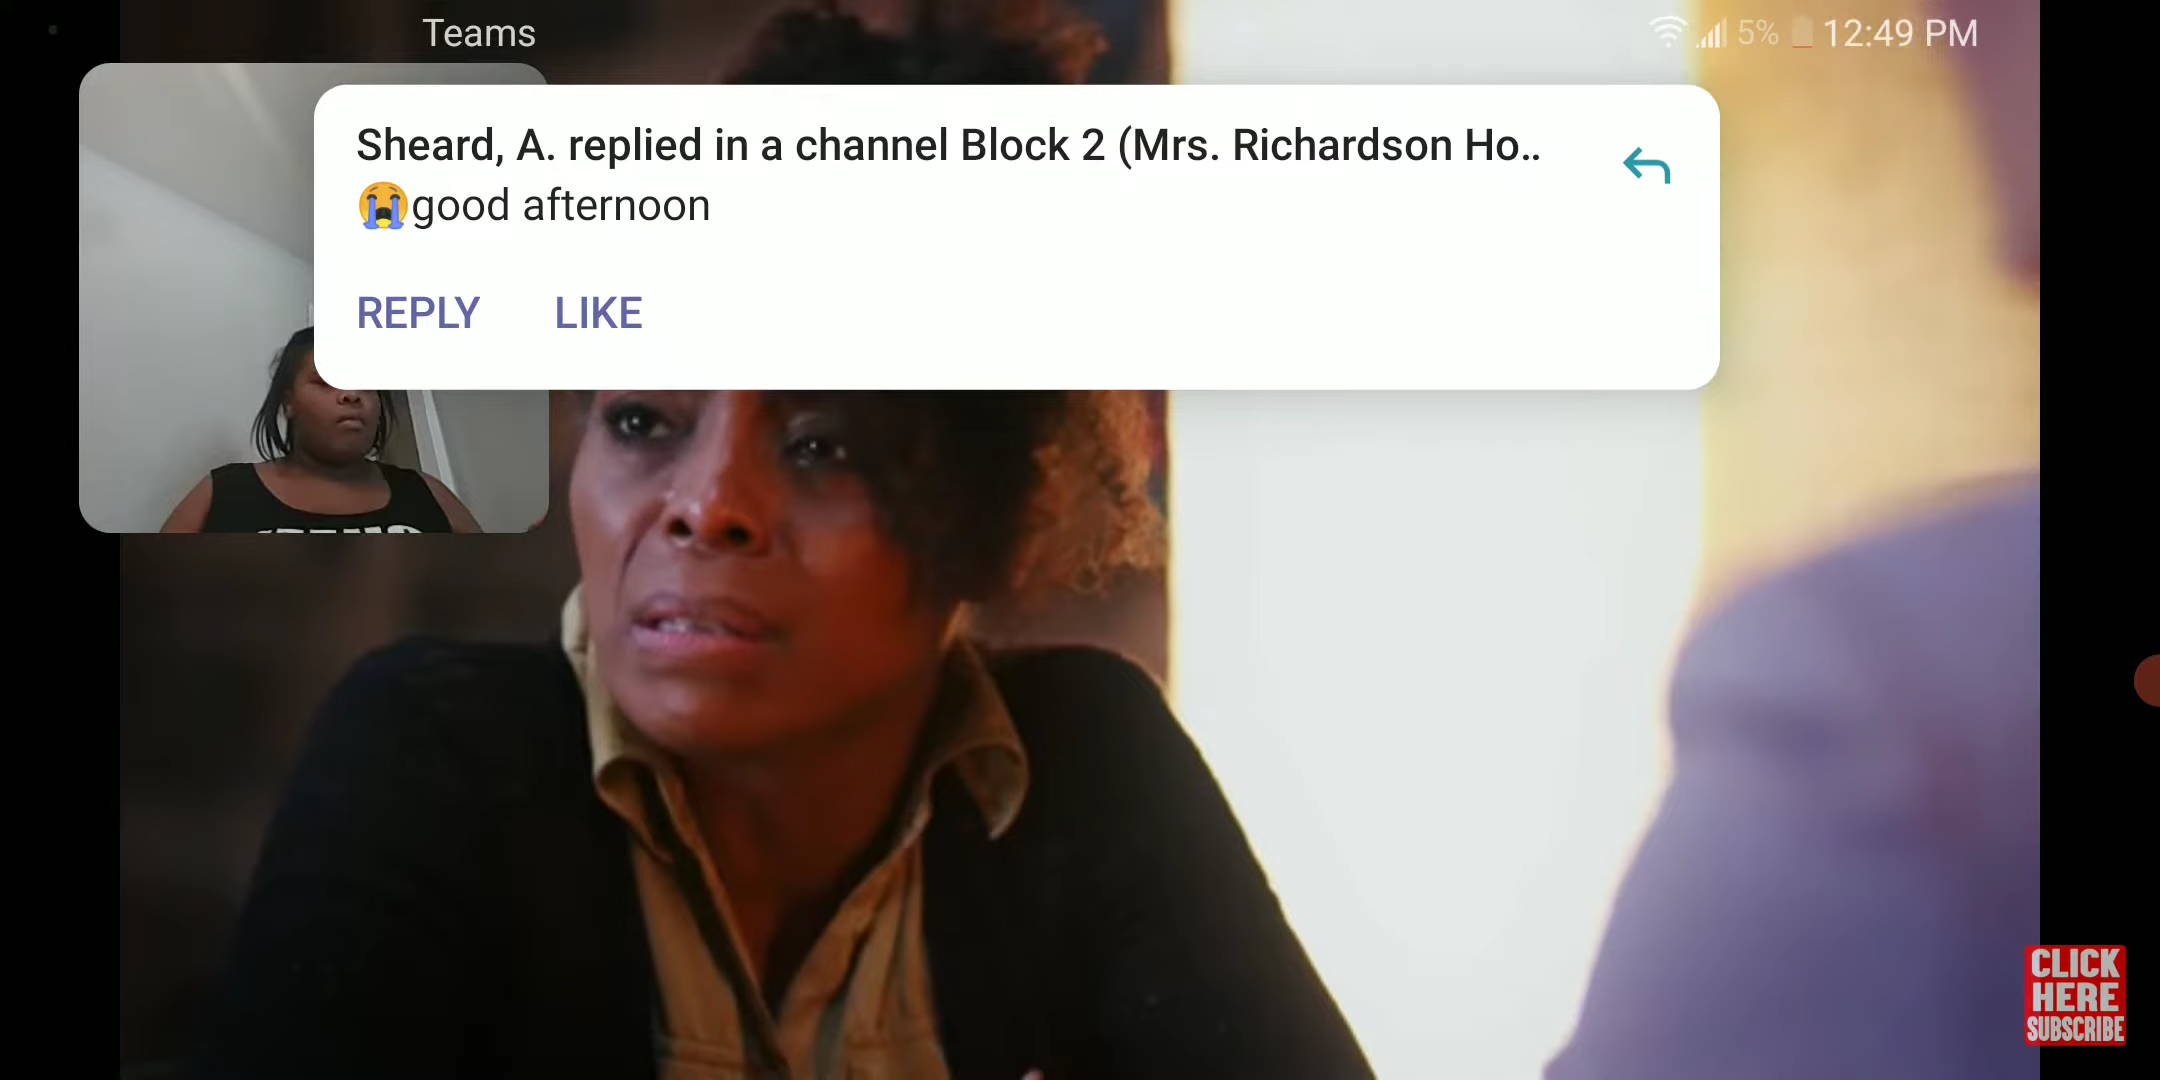 Teams
5%
12:49 PM
Sheard, A. replied in a channel Block 2 (Mrs. Richardson Ho..
😭good afternoon
REPLY LIKE
CLICK
HERE
SUBSCRIBE